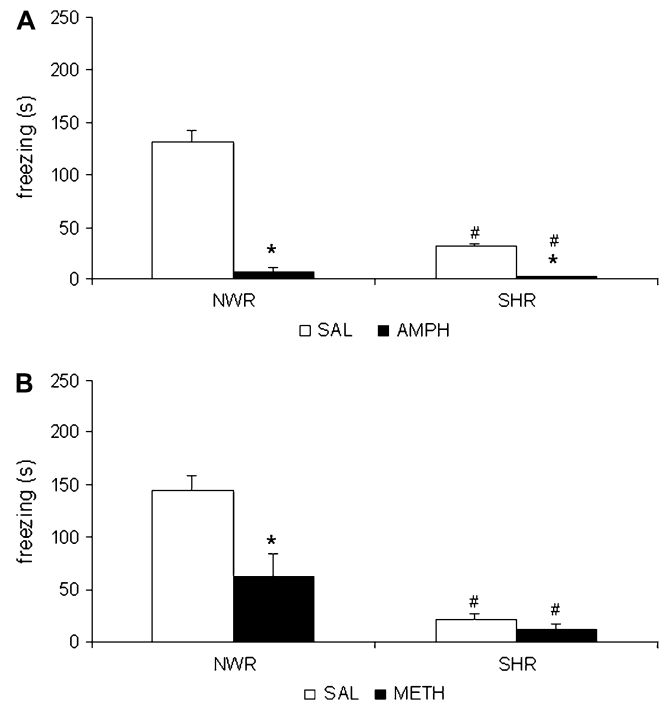 A
250
200
150
100
50
0
freezing (s)
*
#
#
*
NWR SHR
SAL AMPH
B
250
200
150
100
50
0
freezing (s)
*
#
#
NWR SHR
SAL METH